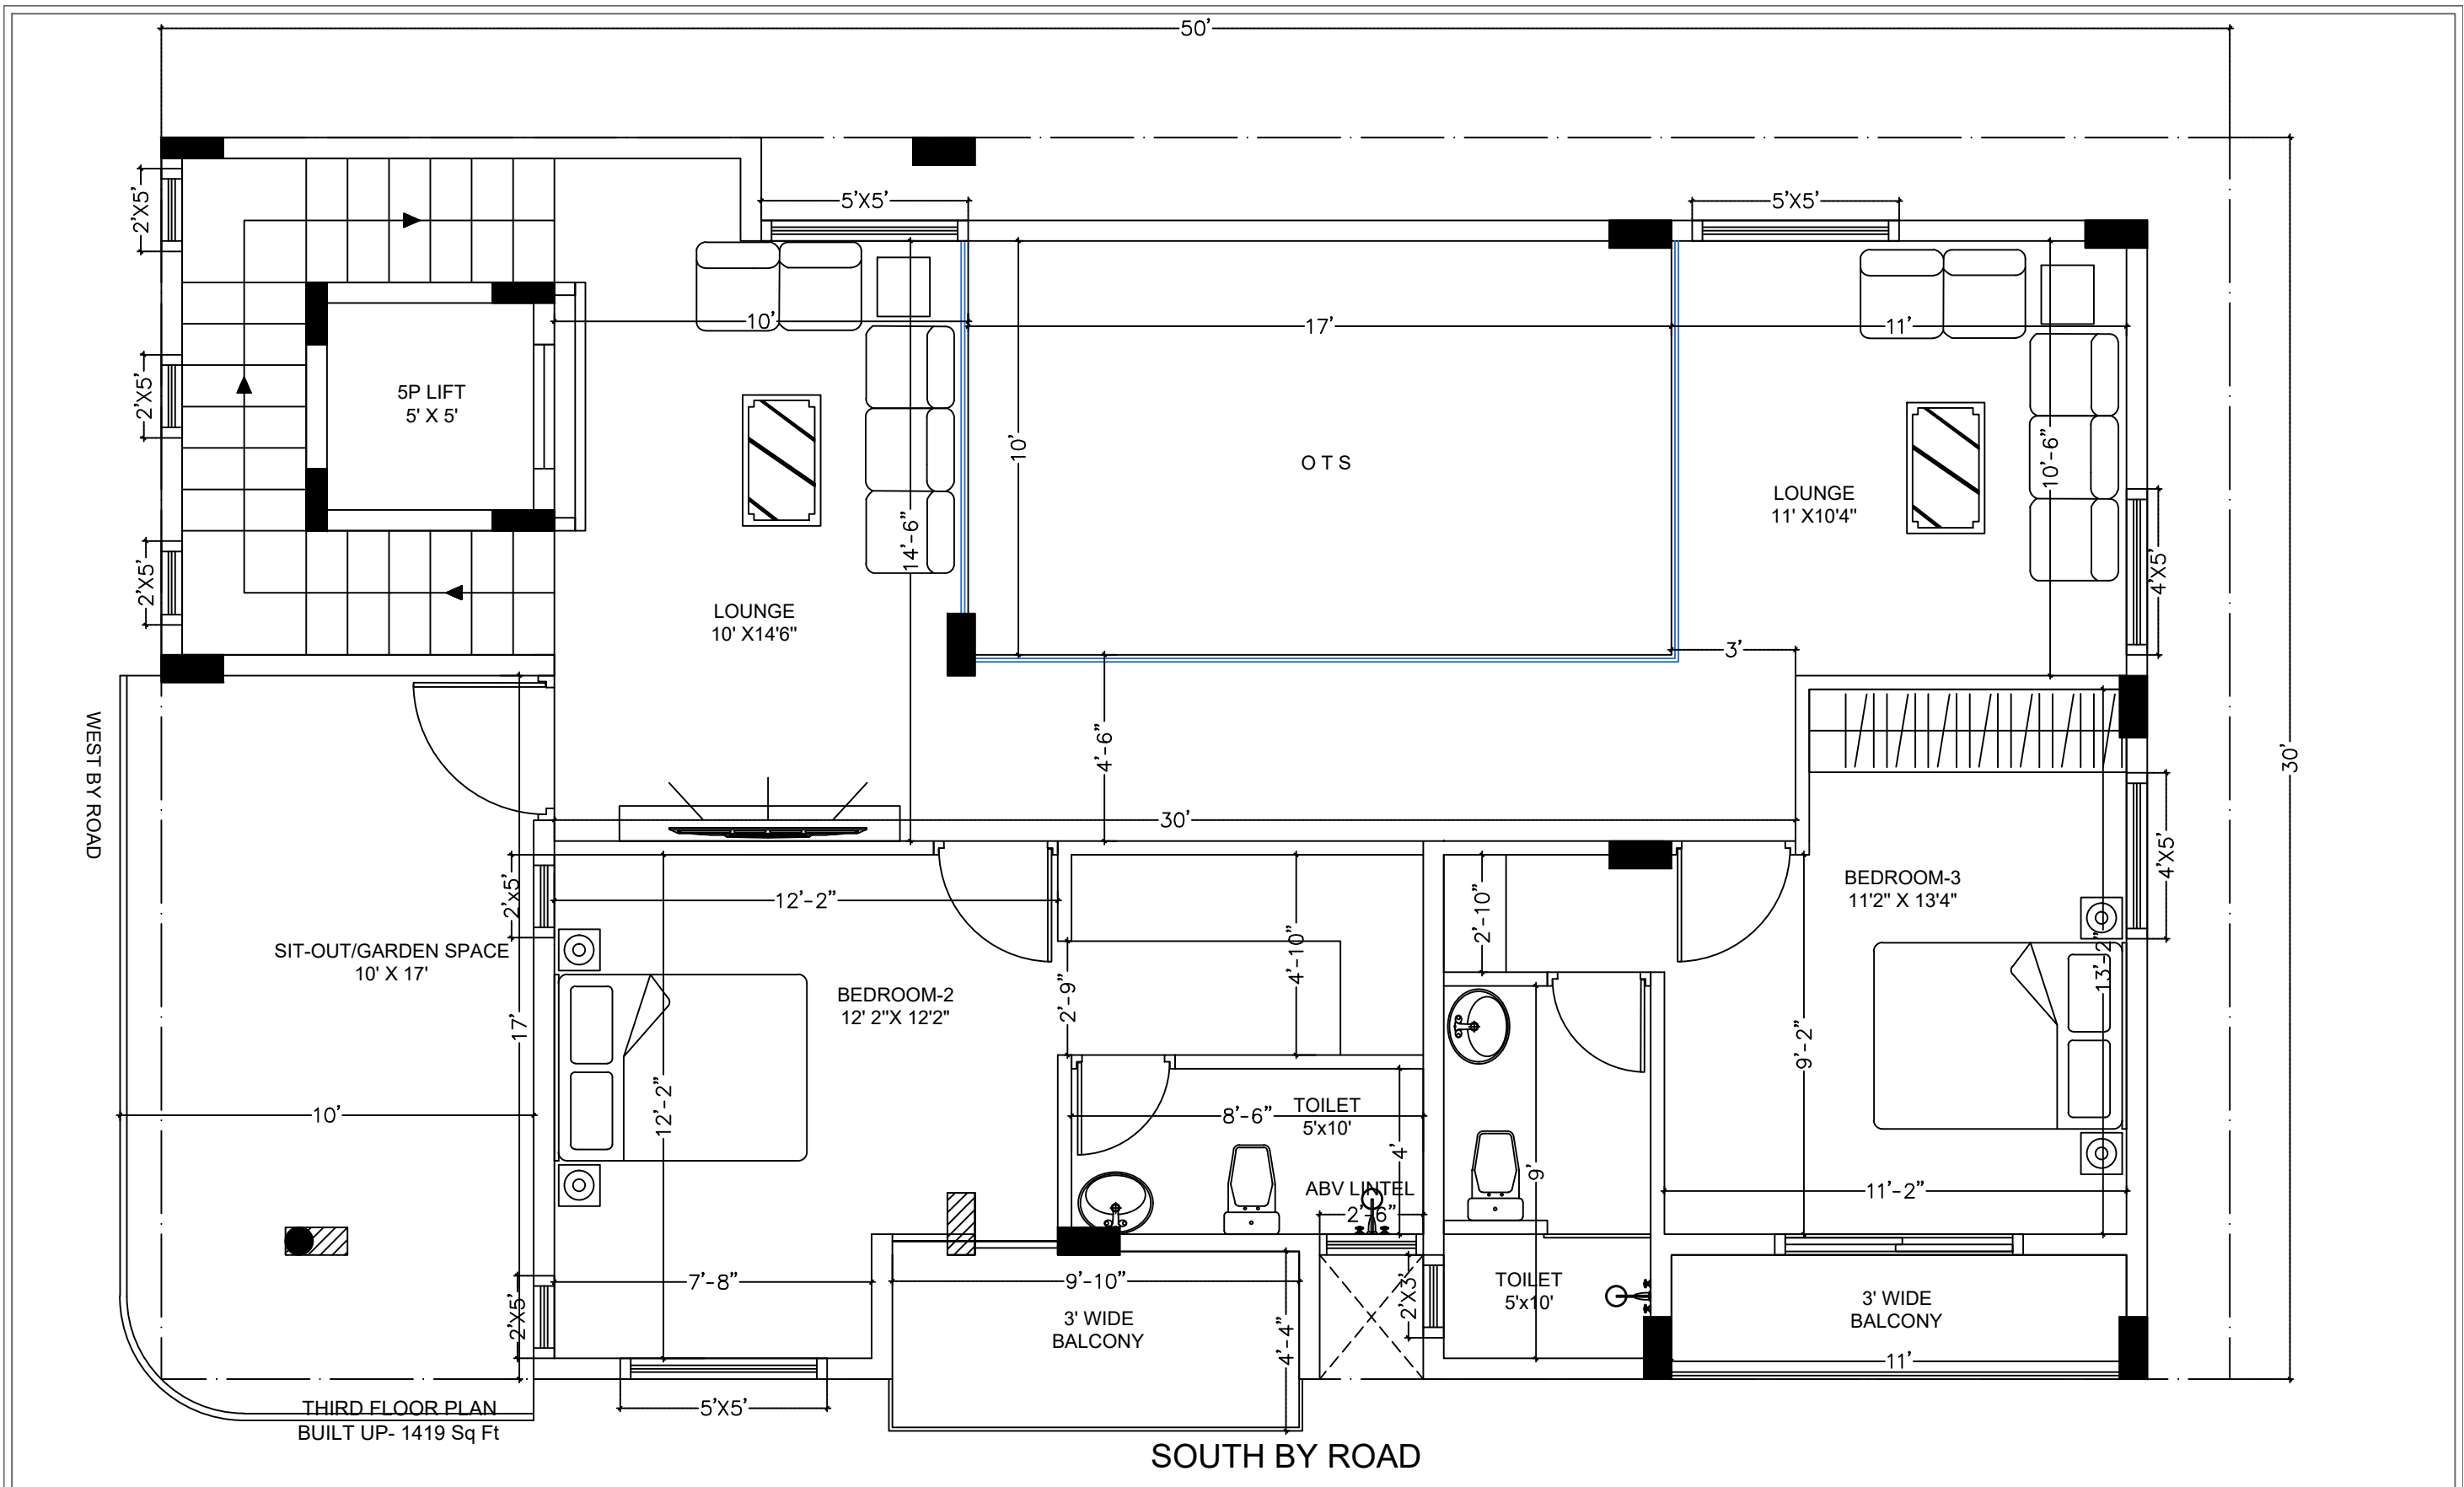 50'
5'X5'
5'X5'
2'X5'
10'
17'
11'
5P LIFT
5' X 5'
2'X5'
10'
O T S
10'-6"
LOUNGE
11' X10'4"
14'-6"
4'X5'
2'X5'
LOUNGE
10' X14'6"
3'
WEST BY ROAD
4'-6"
30'
30'
2'x5'
12'-2"
4'-10"
2'-10"
BEDROOM-3
11'2" X 13'4"
4'X5'
SIT-OUT/GARDEN SPACE
10' X 17'
BEDROOM-2
12' 2"X 12'2"
2'-9"
13'-2"
17'
9'-2"
10'
12'-2"
8'-6"
TOILET
5'x10'
4'
9'
ABV LINTEL
2'-6"
11'-2"
2'X5'
7'-8"
9'-10"
2'X3'
TOILET
5'x10'
3' WIDE
BALCONY
4'-4"
3' WIDE
BALCONY
11'
5'X5'
THIRD FLOOR PLAN
BUILT UP- 1419 Sq Ft
SOUTH BY ROAD